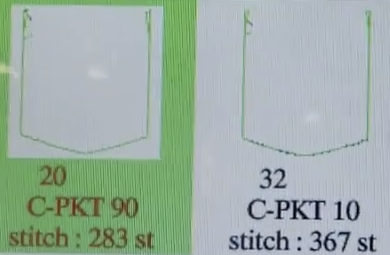 20
C-PKT 90
stitch : 283 st
32
C-PKT 10
stitch : 367 st